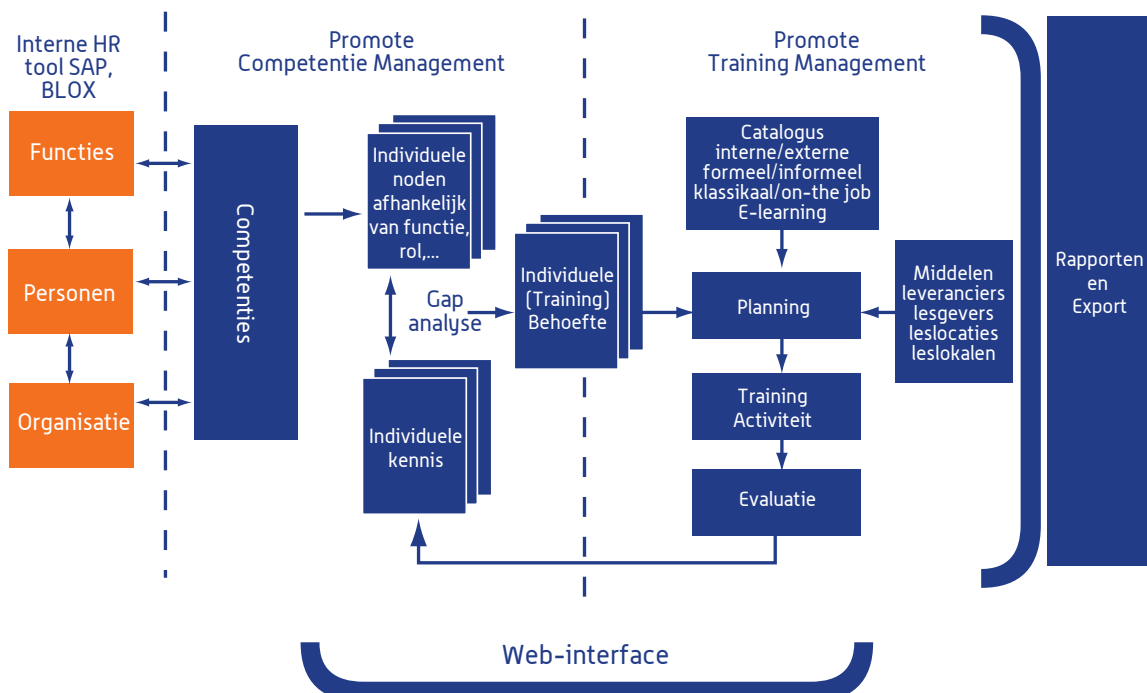 Interne HR
tool SAP,
BLOX
Functies
Personen
Organisatie
Promote
Competentie Management
Competenties
Individuele
noden
afhankelijk
van functie,
rol,...
Gap
analyse
Individuele
kennis
Individuele
(Training)
Behoefte
Promote
Training Management
Catalogus
interne/externe
formeel/informeel
klassikaal/on-the job
E-learning
Planning
Middelen
leveranciers
lesgevers
leslocaties
leslokalen
Training
Activiteit
Evaluatie
Rapporten
en
Export
Web-interface